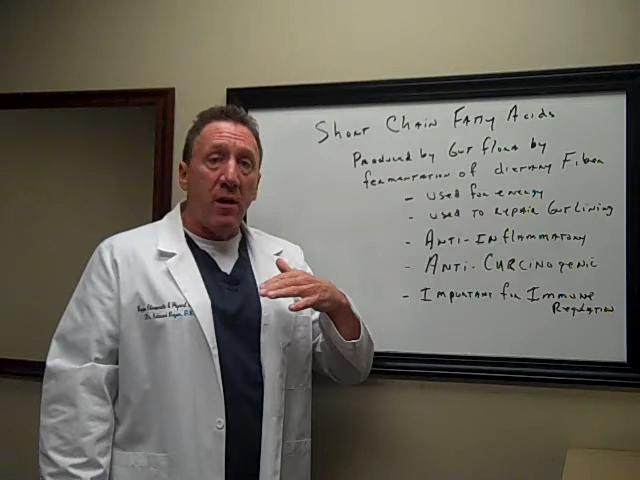 Short Chain Fatty Acids
Produced by Gut flora by
fermentation of dietary Fiber
- used for energy
- used to repair Gut Lining
- Anti-Inflammatory
- Anti-Carcinogenic
- Important for Immune
Regulation
Dr.